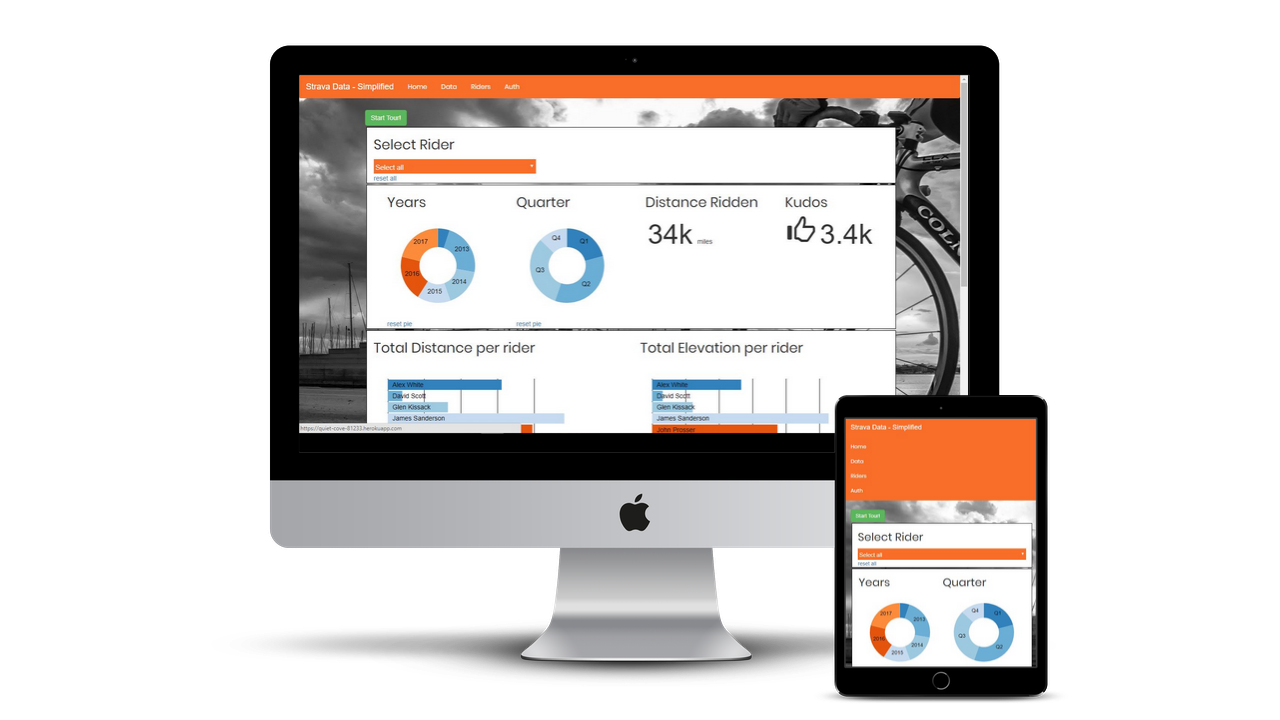 Strava Data - Simplified Home Data Riders Auth
Start Tour!
Select Rider
Select all
reset all
Years Quarter Distance Ridden Kudos
34k miles 3.4k
2017 2013 2014 2015 2016
Q4 Q1 Q2 Q3
reset pie reset pie
Total Distance per rider Total Elevation per rider
Alex White Alex White
David Scott David Scott
Glen Kissack Glen Kissack
James Sanderson James Sanderson
John Prosser
https://quiet-cove-81233.herokuapp.com
COL
Strava Data - Simplified
Home
Data
Riders
Auth
Start Tour!
Select Rider
Select all
reset all
Years Quarter
2017 2013 2014 2015 2016
Q4 Q1 Q2 Q3